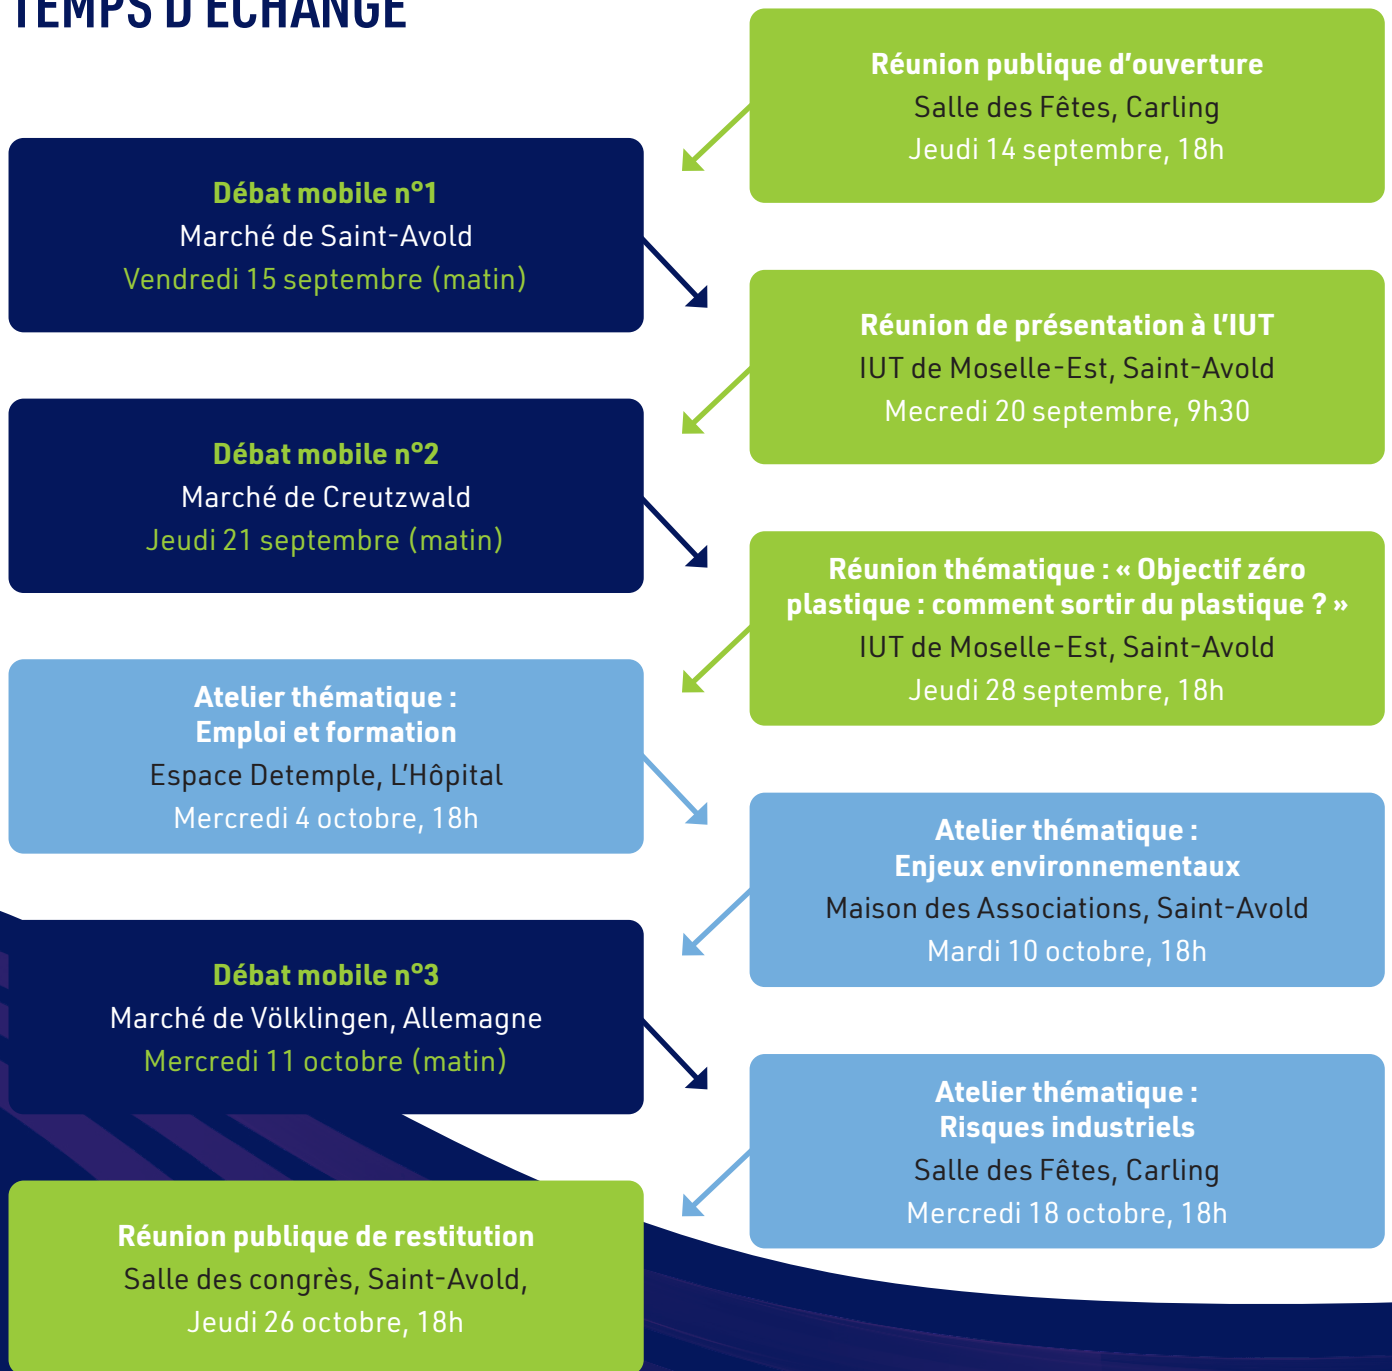 TEMPS D'ÉCHANGE
Réunion publique d’ouverture
Salle des Fêtes, Carling
Jeudi 14 septembre, 18h
Débat mobile n°1
Marché de Saint-Avold
Vendredi 15 septembre (matin)
Réunion de présentation à l’IUT
IUT de Moselle-Est, Saint-Avold
Mecredi 20 septembre, 9h30
Débat mobile n°2
Marché de Creutzwald
Jeudi 21 septembre (matin)
Réunion thématique : « Objectif zéro
plastique : comment sortir du plastique ? »
IUT de Moselle-Est, Saint-Avold
Jeudi 28 septembre, 18h
Atelier thématique :
Emploi et formation
Espace Detemple, L’Hôpital
Mercredi 4 octobre, 18h
Atelier thématique :
Enjeux environnementaux
Maison des Associations, Saint-Avold
Mardi 10 octobre, 18h
Débat mobile n°3
Marché de Völklingen, Allemagne
Mercredi 11 octobre (matin)
Atelier thématique :
Risques industriels
Salle des Fêtes, Carling
Mercredi 18 octobre, 18h
Réunion publique de restitution
Salle des congrès, Saint-Avold,
Jeudi 26 octobre, 18h